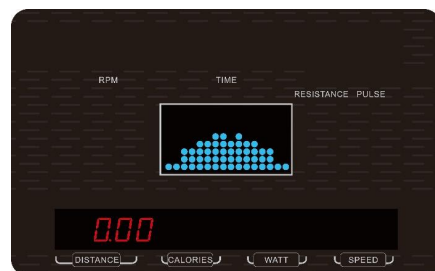 RPM TIME
RESISTANCE PULSE
0.00
DISTANCE CALORIES WATT SPEED